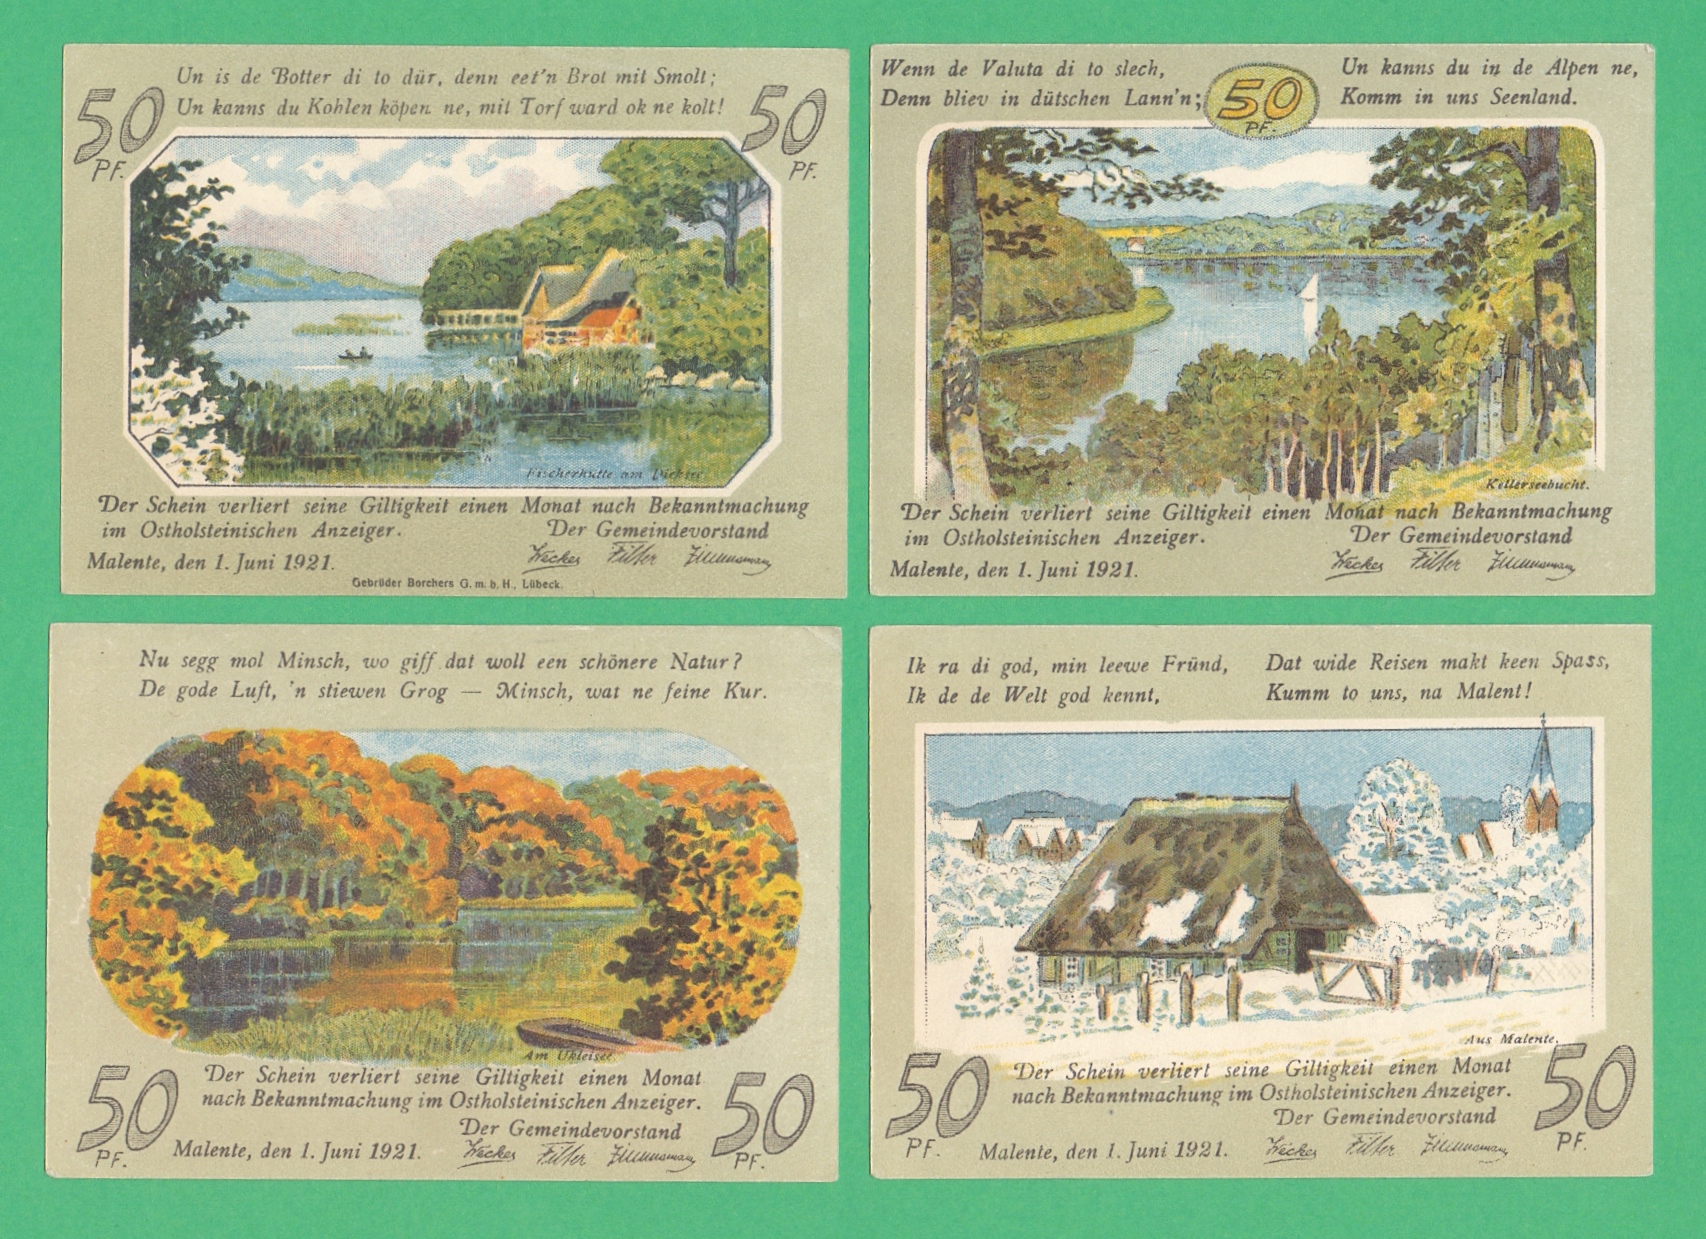 Un is de Botter di to dür, denn eet'n Brot mit Smolt;
Un kanns du Kohlen köpen ne, mit Torf ward ok ne kolt!
50
PF.
50
PF.
Fischerhütte am Dieksee
Der Schein verliert seine Giltigkeit einen Monat nach Bekanntmachung
im Ostholsteinischen Anzeiger.
Der Gemeindevorstand
Malente, den 1. Juni 1921.
Gebrüder Borchers G. m. b. H., Lübeck.
Wenn de Valuta di to slech,
Denn bliev in dütschen Lann'n;
50
PF.
Un kanns du in de Alpen ne,
Komm in uns Seenland.
Kellerseebucht.
Der Schein verliert seine Giltigkeit einen Monat nach Bekanntmachung
im Ostholsteinischen Anzeiger.
Der Gemeindevorstand
Malente, den 1. Juni 1921.
Nu segg mol Minsch, wo giff dat woll een schönere Natur?
De gode Luft, 'n stiewen Grog — Minsch, wat ne feine Kur.
Am Ukleisee.
50
PF.
Der Schein verliert seine Giltigkeit einen Monat
nach Bekanntmachung im Ostholsteinischen Anzeiger.
Der Gemeindevorstand
Malente, den 1. Juni 1921.
50
PF.
Ik ra di god, min leewe Fründ,
Ik de de Welt god kennt,
Dat wide Reisen makt keen Spass,
Kumm to uns, na Malent!
Aus Malente.
50
PF.
Der Schein verliert seine Giltigkeit einen Monat
nach Bekanntmachung im Ostholsteinischen Anzeiger.
Der Gemeindevorstand
Malente, den 1. Juni 1921.
50
PF.